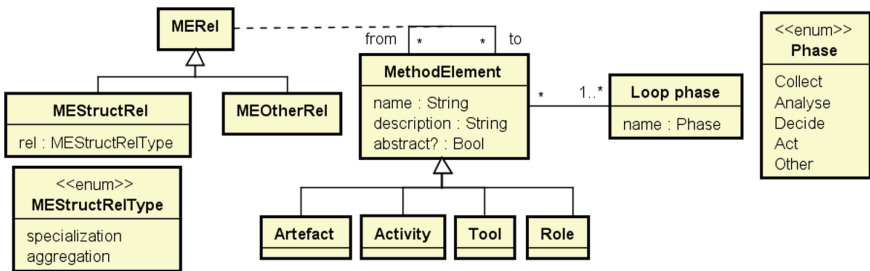 MERel
from * * to
<<enum>>
Phase
Collect
Analyse
Decide
Act
Other
MethodElement
name : String
description : String
abstract? : Bool
* 1..*
Loop phase
name : Phase
MEStructRel
rel : MEStructRelType
MEOtherRel
<<enum>>
MEStructRelType
specialization
aggregation
Artefact
Activity
Tool
Role